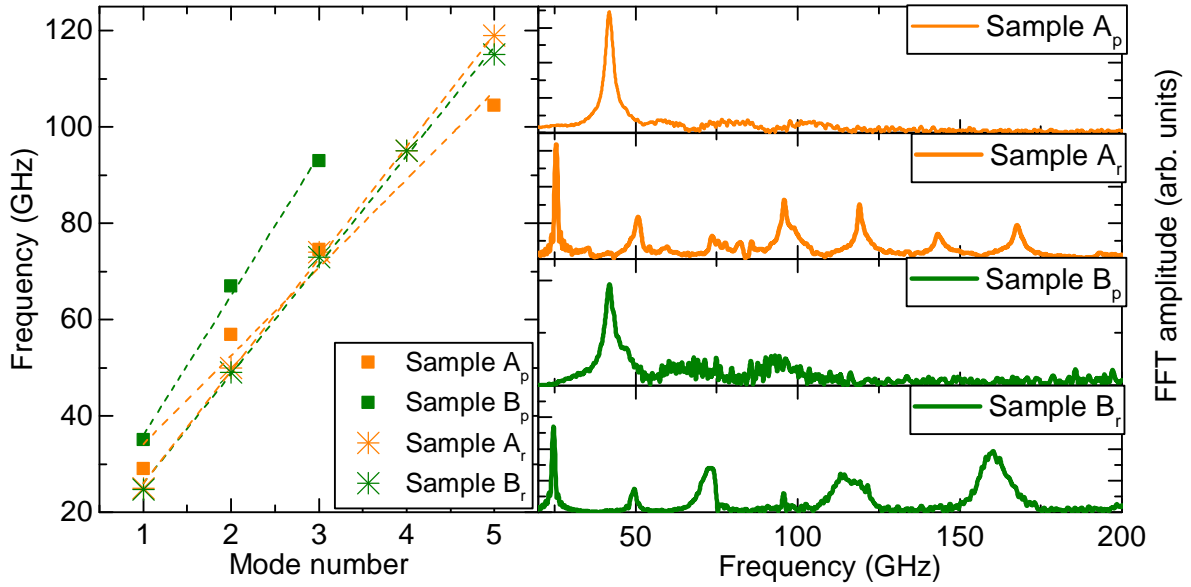 120
100
80
60
40
20
Frequency (GHz)
1 2 3 4 5
Mode number
Sample Ap
Sample Bp
Sample Ar
Sample Br
Sample Ap
Sample Ar
Sample Bp
Sample Br
50 100 150 200
Frequency (GHz)
FFT amplitude (arb. units)